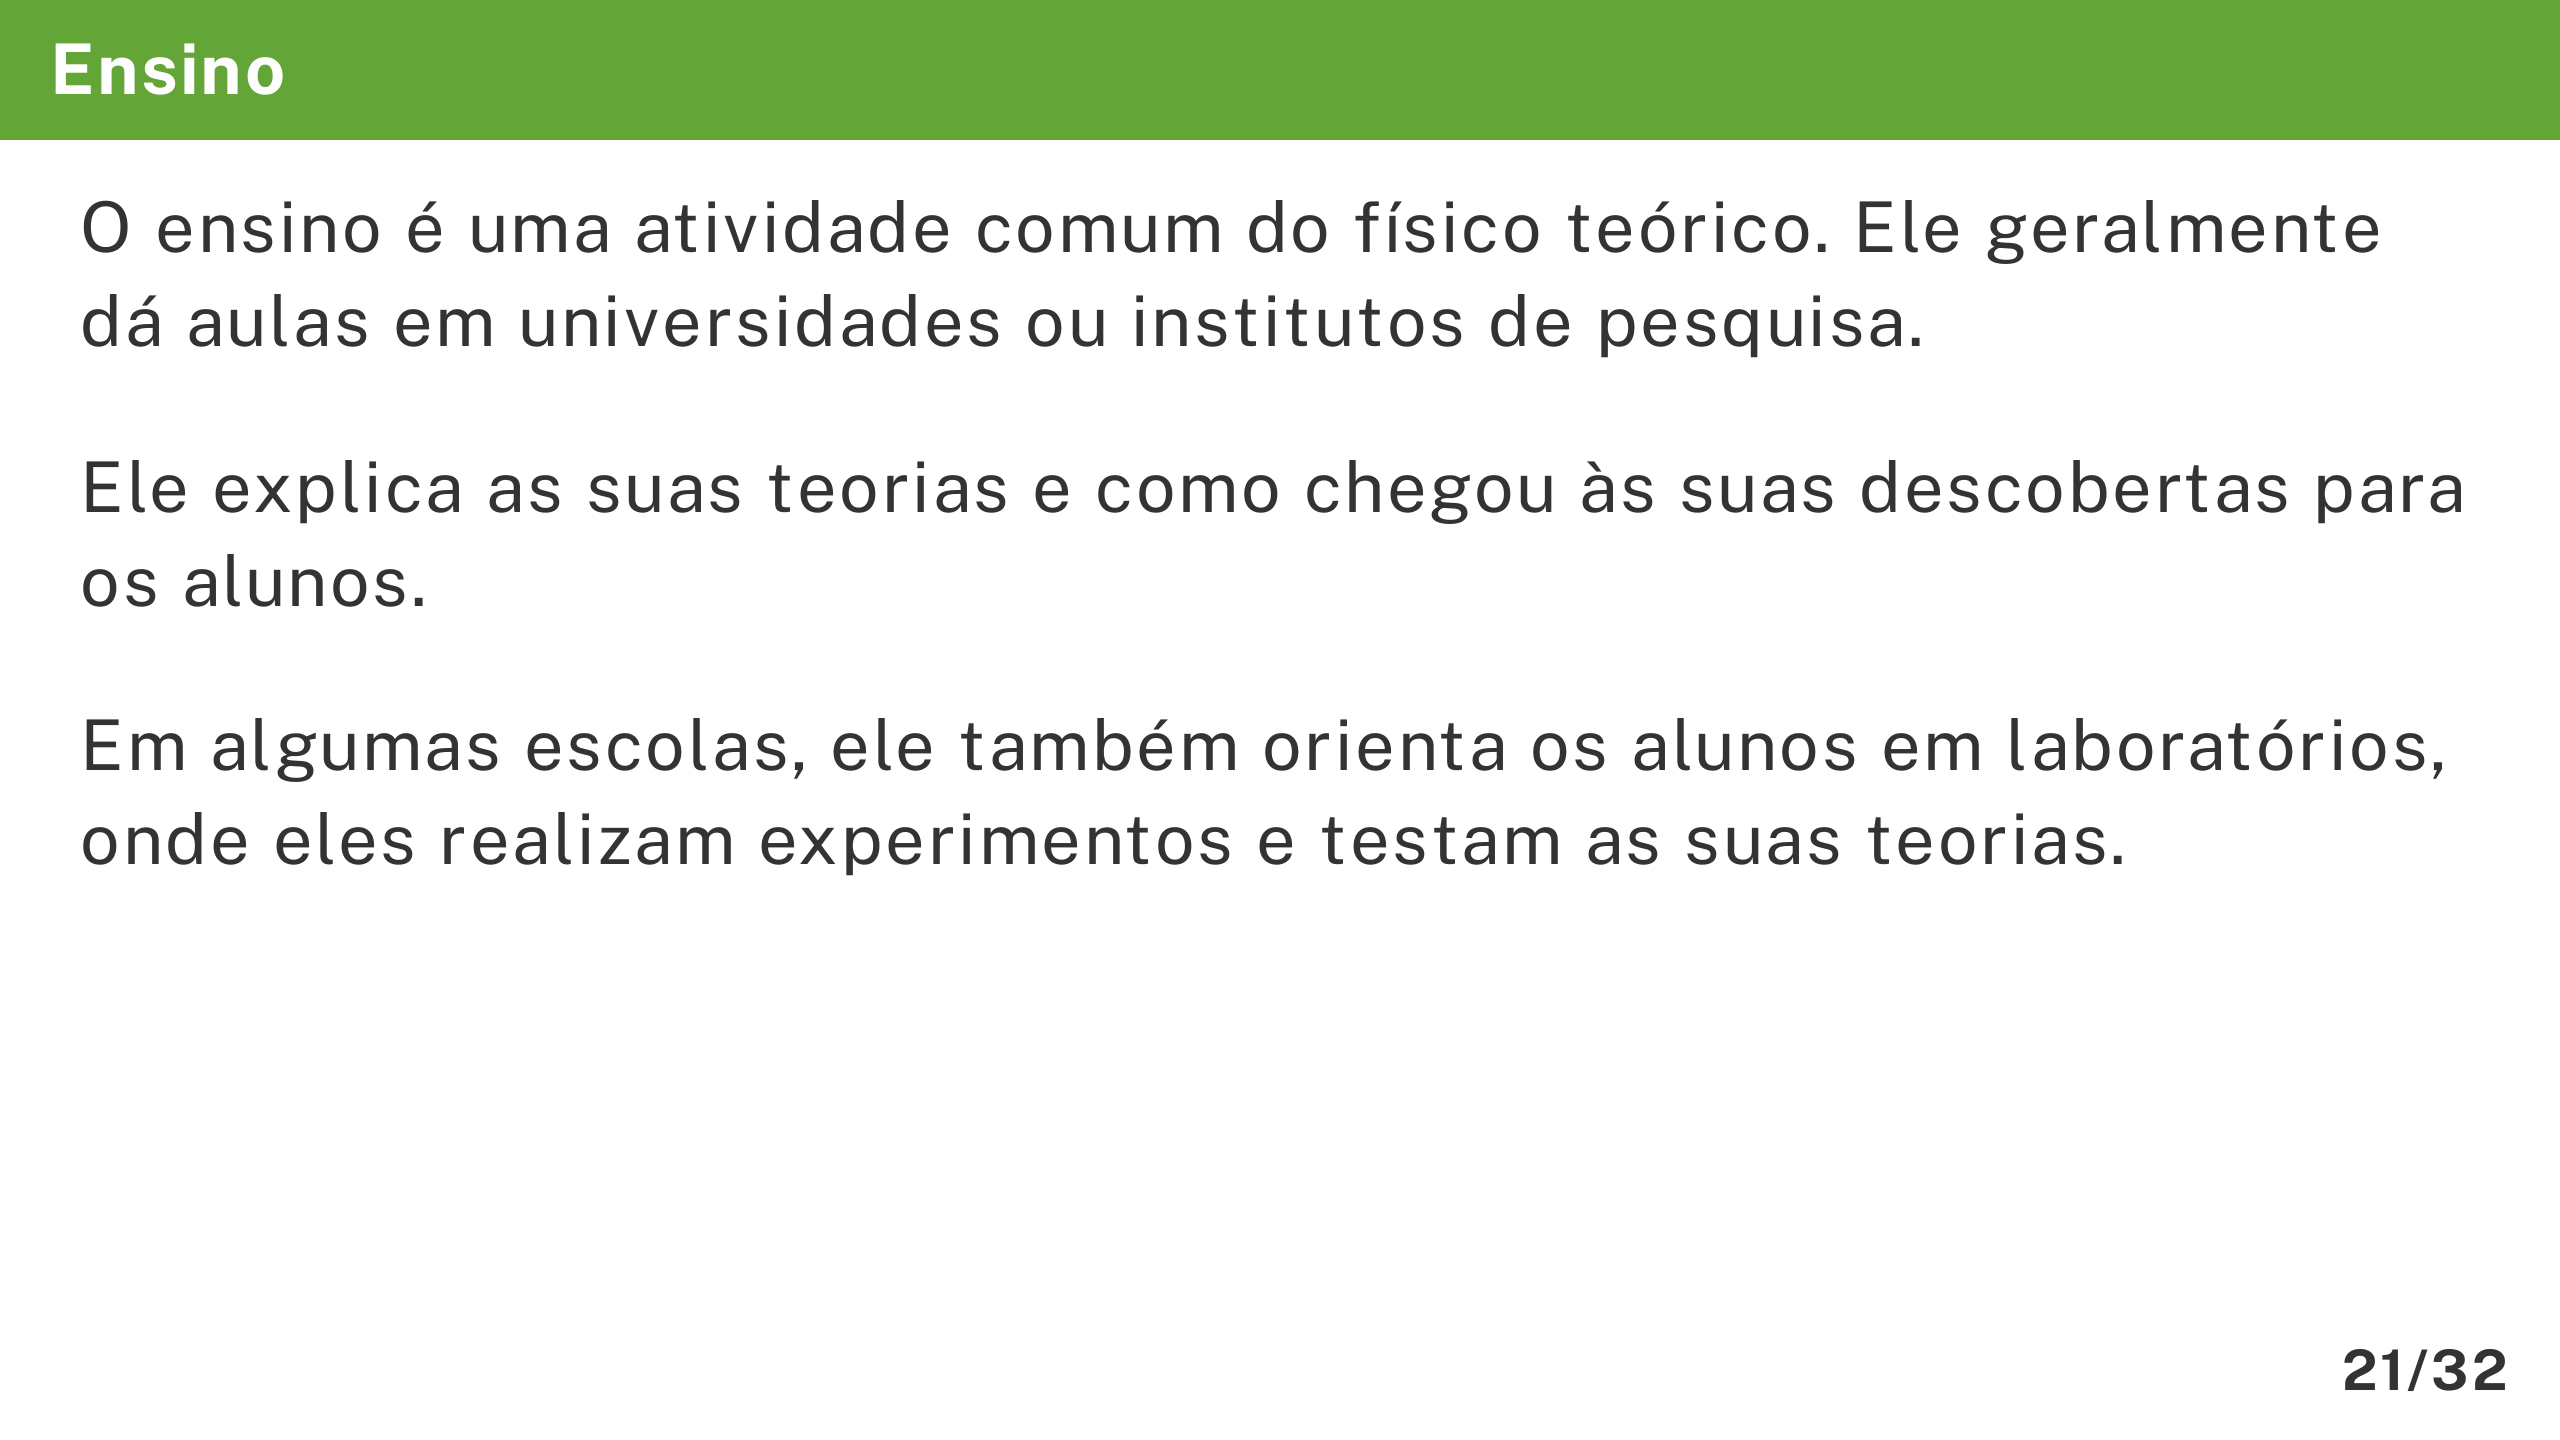 Ensino
O ensino é uma atividade comum do físico teórico. Ele geralmente
dá aulas em universidades ou institutos de pesquisa.
Ele explica as suas teorias e como chegou às suas descobertas para
os alunos.
Em algumas escolas, ele também orienta os alunos em laboratórios,
onde eles realizam experimentos e testam as suas teorias.
21/32